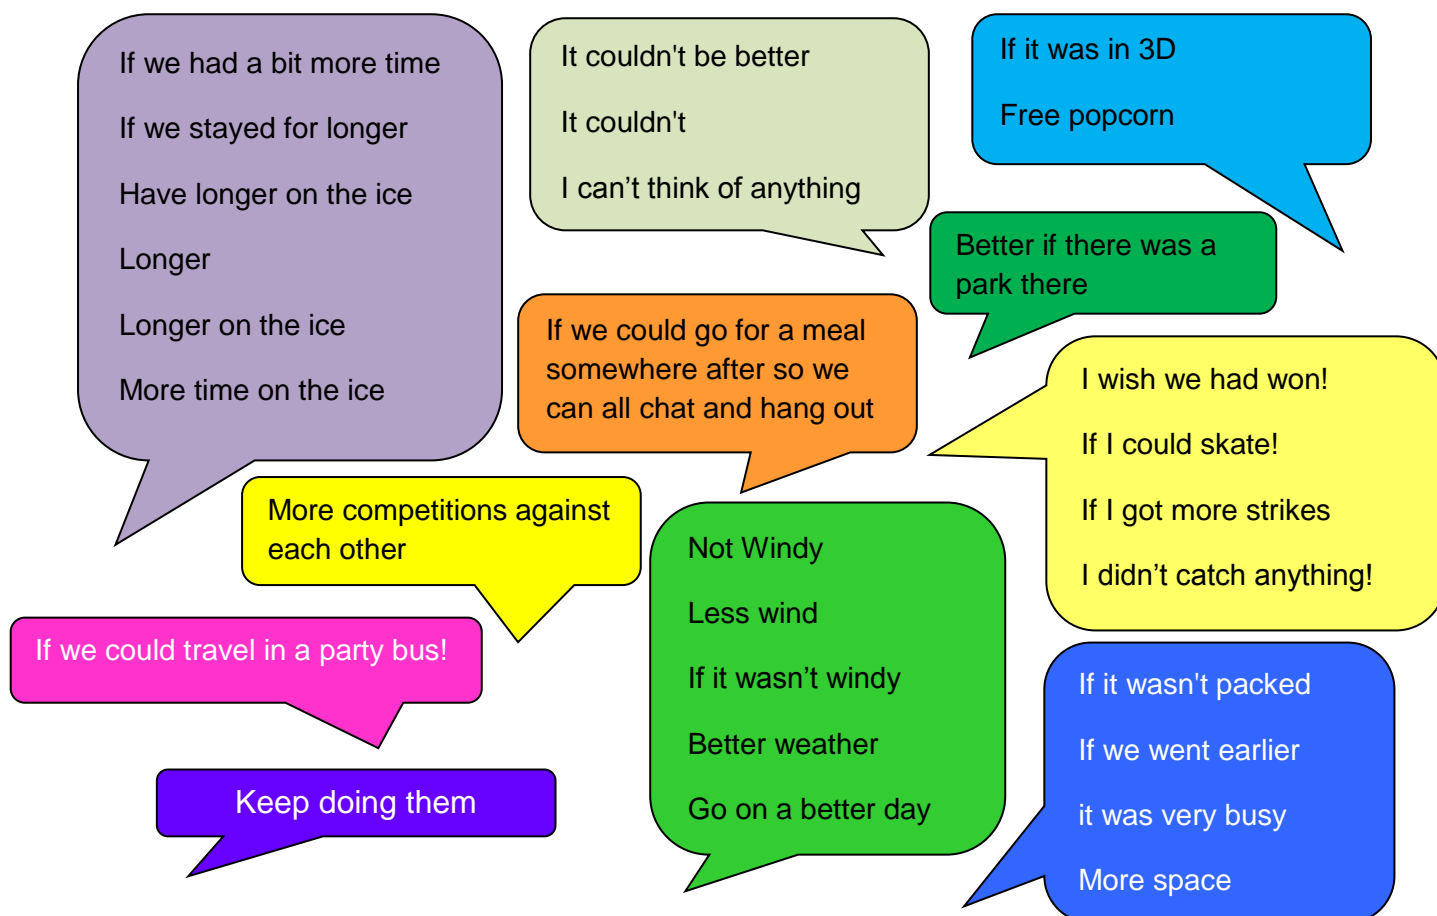 If we had a bit more time
If we stayed for longer
Have longer on the ice
Longer
Longer on the ice
More time on the ice
It couldn't be better
It couldn't
I can’t think of anything
If it was in 3D
Free popcorn
Better if there was a
park there
If we could go for a meal
somewhere after so we
can all chat and hang out
I wish we had won!
If I could skate!
If I got more strikes
I didn’t catch anything!
More competitions against
each other
Not Windy
Less wind
If it wasn’t windy
Better weather
Go on a better day
If we could travel in a party bus!
If it wasn't packed
If we went earlier
it was very busy
More space
Keep doing them